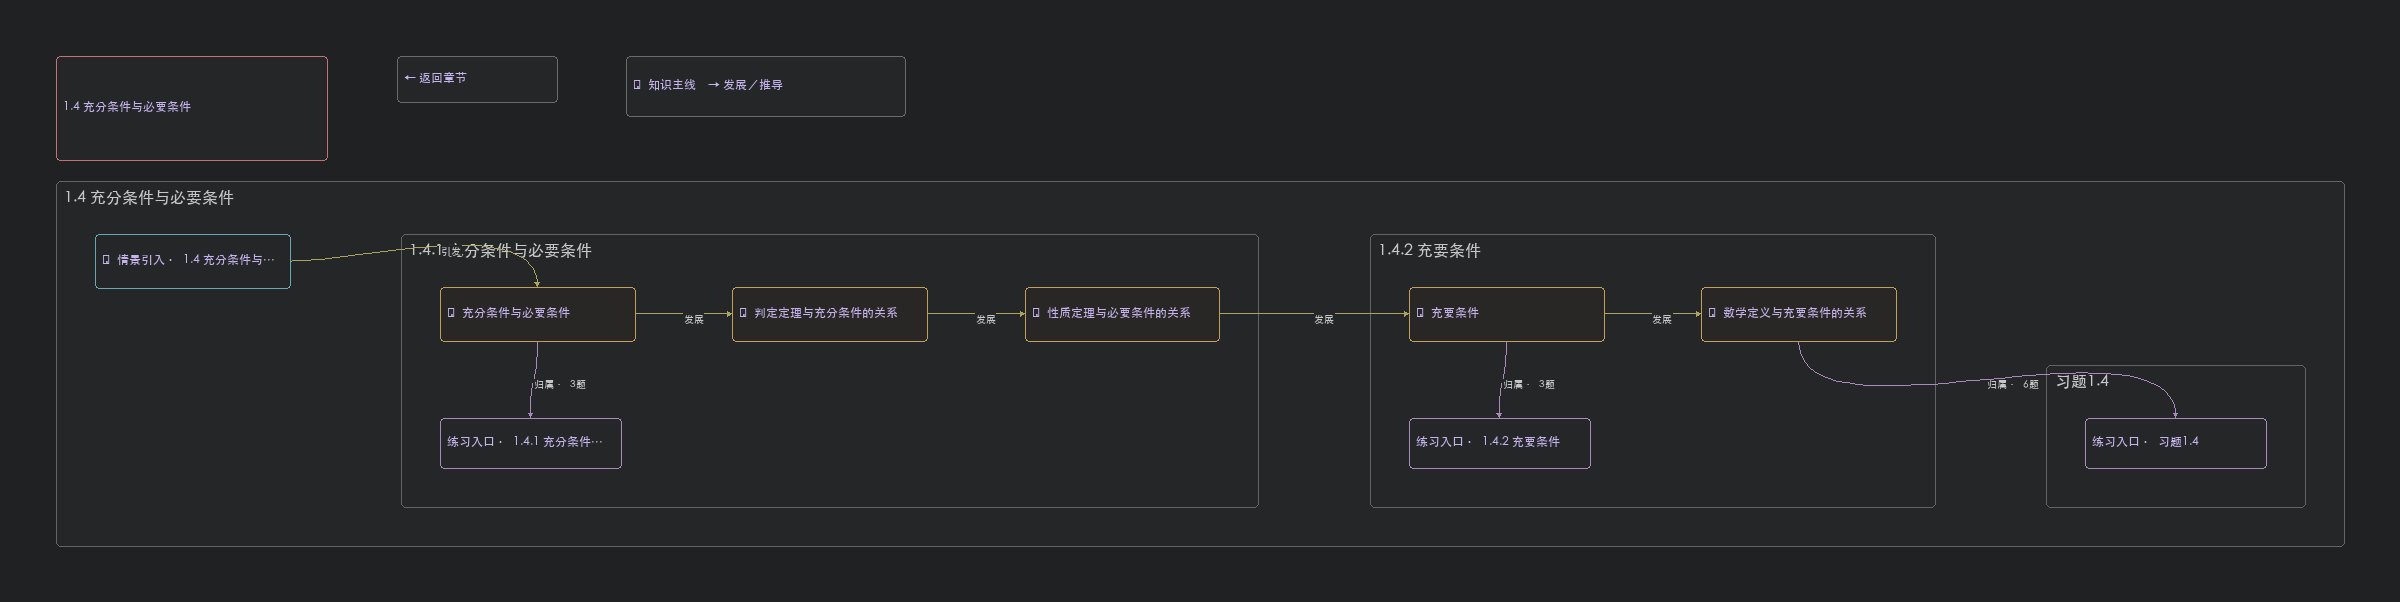 1.4 充分条件与必要条件
← 返回章节
知识主线 → 发展／推导
1.4 充分条件与必要条件
情景引入 · 1.4 充分条件与…
引发
1.4.1 充分条件与必要条件
充分条件与必要条件
发展
判定定理与充分条件的关系
发展
性质定理与必要条件的关系
发展
归属 · 3题
练习入口 · 1.4.1 充分条件…
1.4.2 充要条件
充要条件
发展
数学定义与充要条件的关系
归属 · 3题
练习入口 · 1.4.2 充要条件
归属 · 6题
习题1.4
练习入口 · 习题1.4